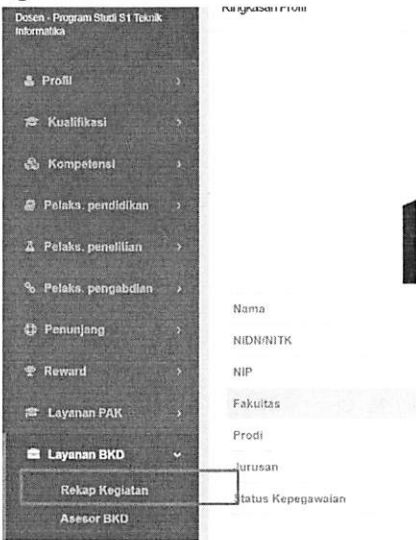 Dosen - Program Studi S1 Teknik
Informatika
Ringkasan Profil
Profil
Kualifikasi
Kompetensi
Pelaks. pendidikan
Pelaks. penelitian
Pelaks. pengabdian
Penunjang
Reward
Layanan PAK
Layanan BKD
Rekap Kegiatan
Asesor BKD
Nama
NIDN/NITK
NIP
Fakultas
Prodi
Jurusan
Status Kepegawaian